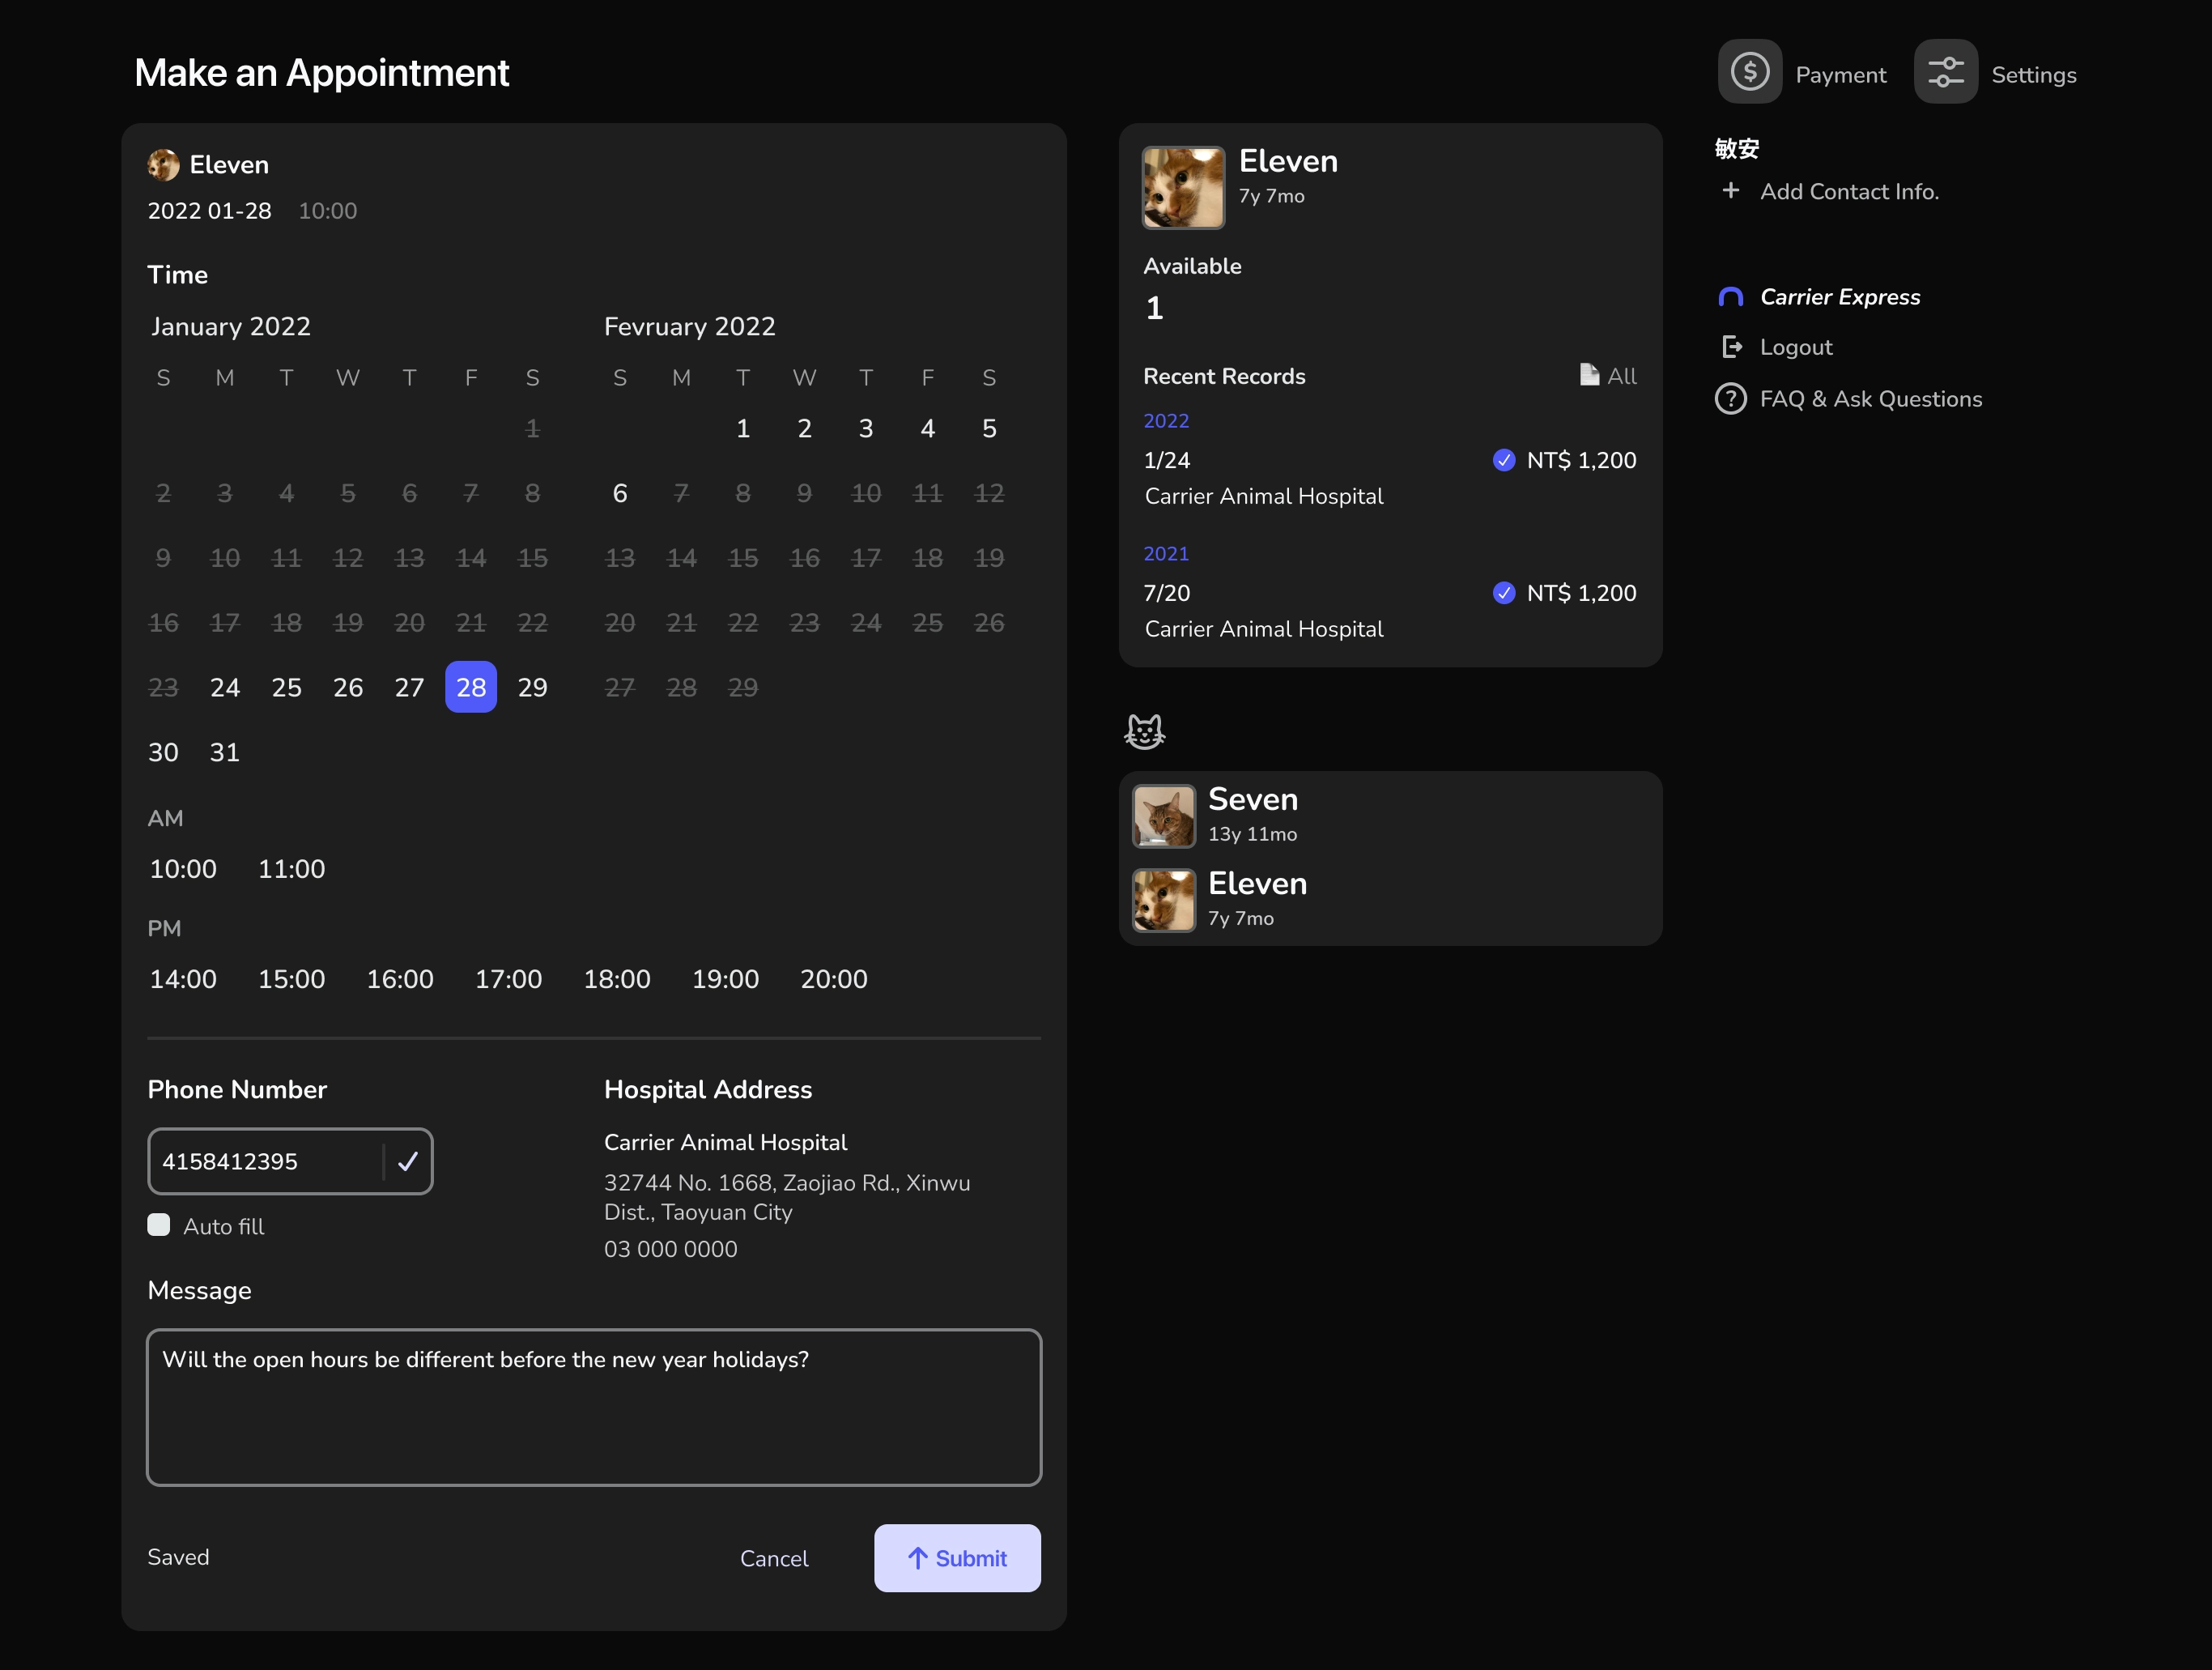 Make an Appointment
Payment
Settings
Eleven
2022 01-28 10:00
Time
January 2022
S M T W T F S
1
2 3 4 5 6 7 8
9 10 11 12 13 14 15
16 17 18 19 20 21 22
23 24 25 26 27 28 29
30 31
Fevruary 2022
S M T W T F S
1 2 3 4 5
6 7 8 9 10 11 12
13 14 15 16 17 18 19
20 21 22 23 24 25 26
27 28 29
AM
10:00 11:00
PM
14:00 15:00 16:00 17:00 18:00 19:00 20:00
Phone Number
4158412395
Auto fill
Hospital Address
Carrier Animal Hospital
32744 No. 1668, Zaojiao Rd., Xinwu
Dist., Taoyuan City
03 000 0000
Message
Will the open hours be different before the new year holidays?
Saved
Cancel
Submit
Eleven
7y 7mo
Available
1
Recent Records
All
2022
1/24 NT$ 1,200
Carrier Animal Hospital
2021
7/20 NT$ 1,200
Carrier Animal Hospital
Seven
13y 11mo
Eleven
7y 7mo
敏安
+ Add Contact Info.
Carrier Express
Logout
? FAQ & Ask Questions